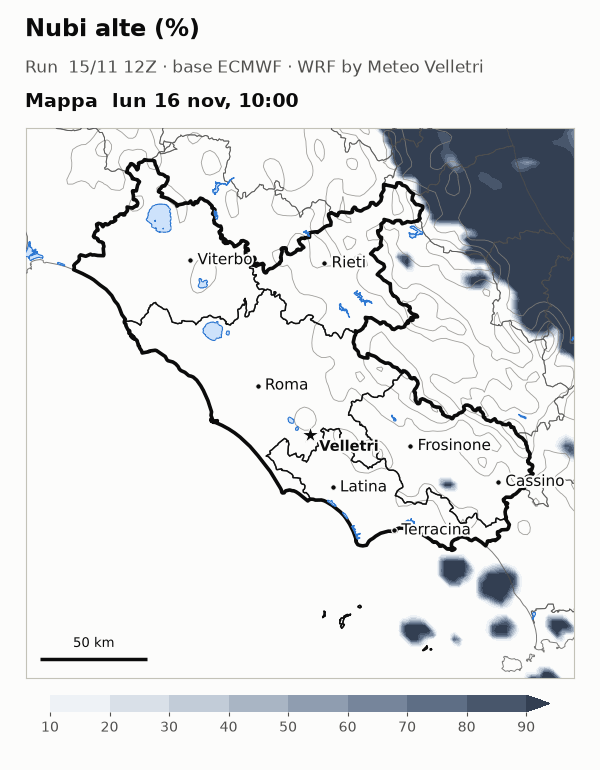 Nubi alte (%)
Run 15/11 12Z · base ECMWF · WRF by Meteo Velletri
Mappa lun 16 nov, 10:00
Viterbo
Rieti
Roma
Velletri
Frosinone
Latina
Cassino
Terracina
50 km
10 20 30 40 50 60 70 80 90